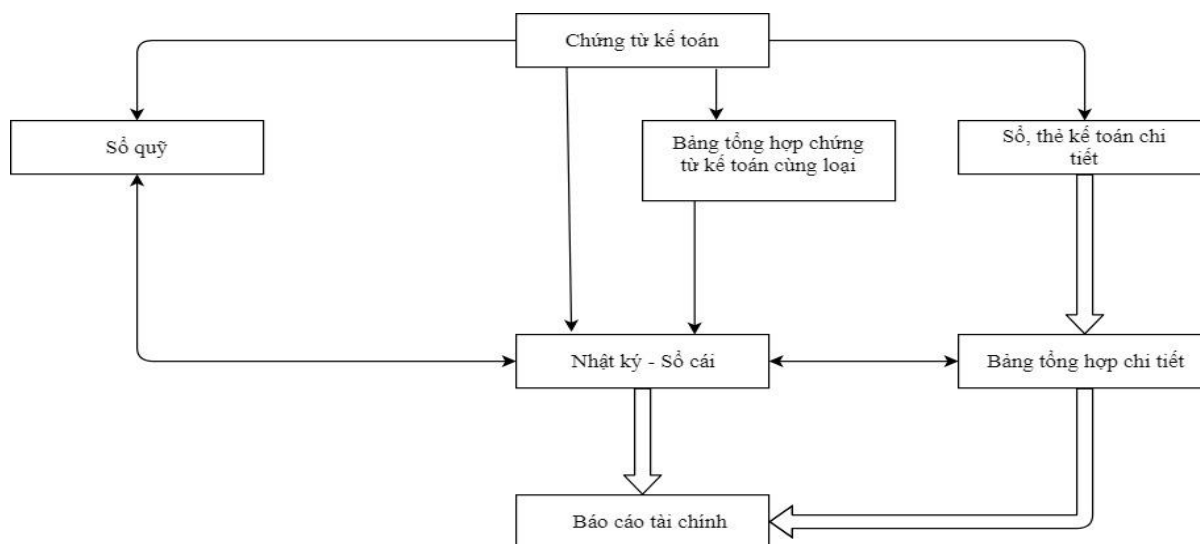 Chứng từ kế toán
Sổ quỹ
Bảng tổng hợp chứng
từ kế toán cùng loại
Sổ, thẻ kế toán chi
tiết
Nhật ký - Sổ cái
Bảng tổng hợp chi tiết
Báo cáo tài chính